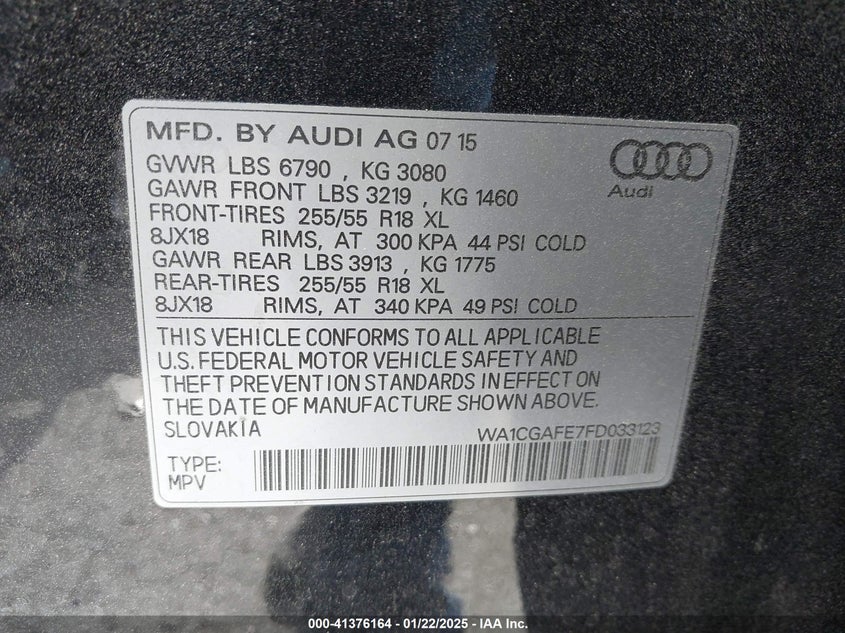 MFD. BY AUDI AG 07 15
Audi
GVWR LBS 6790 , KG 3080
GAWR FRONT LBS 3219 , KG 1460
FRONT-TIRES 255/55 R18 XL
8JX18 RIMS, AT 300 KPA 44 PSI COLD
GAWR REAR LBS 3913 , KG 1775
REAR-TIRES 255/55 R18 XL
8JX18 RIMS, AT 340 KPA 49 PSI COLD
THIS VEHICLE CONFORMS TO ALL APPLICABLE
U.S. FEDERAL MOTOR VEHICLE SAFETY AND
THEFT PREVENTION STANDARDS IN EFFECT ON
THE DATE OF MANUFACTURE SHOWN ABOVE.
SLOVAKIA WA1CGAFE7FD033123
TYPE:
MPV
000-41376164 - 01/22/2025 - IAA Inc.